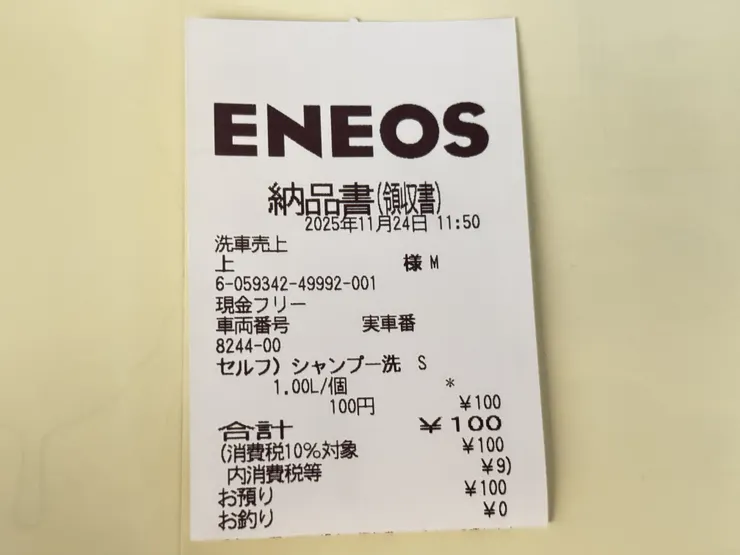 ENEOS
納品書(領収書)
2025年11月24日 11:50
洗車売上
上 様 M
6-059342-49992-001
現金フリー
車両番号 実車番
8244-00
セルフ) シャンプー洗 S
1.00L/個 *
100円 ¥100
合計 ¥100
(消費税10%対象 ¥100
内消費税等 ¥9)
お預り ¥100
お釣り ¥0